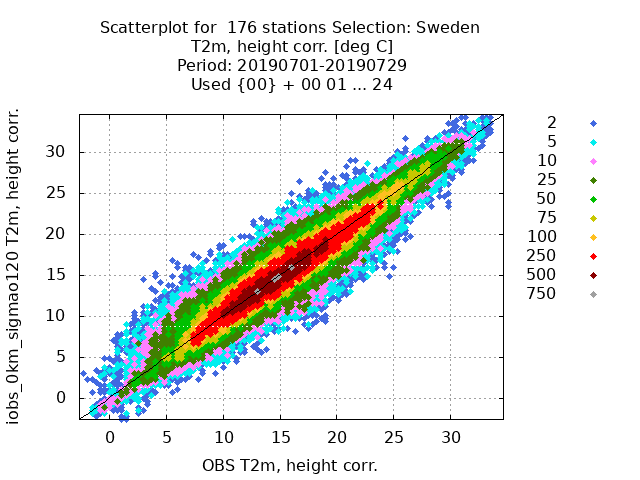 Scatterplot for  176 stations Selection: Sweden
T2m, height corr. [deg C]
Period: 20190701-20190729
Used {00} + 00 01 ... 24
iobs_0km_sigmao120 T2m, height corr.
30
25
20
15
10
5
0
0 5 10 15 20 25 30
OBS T2m, height corr.
2
5
10
25
50
75
100
250
500
750